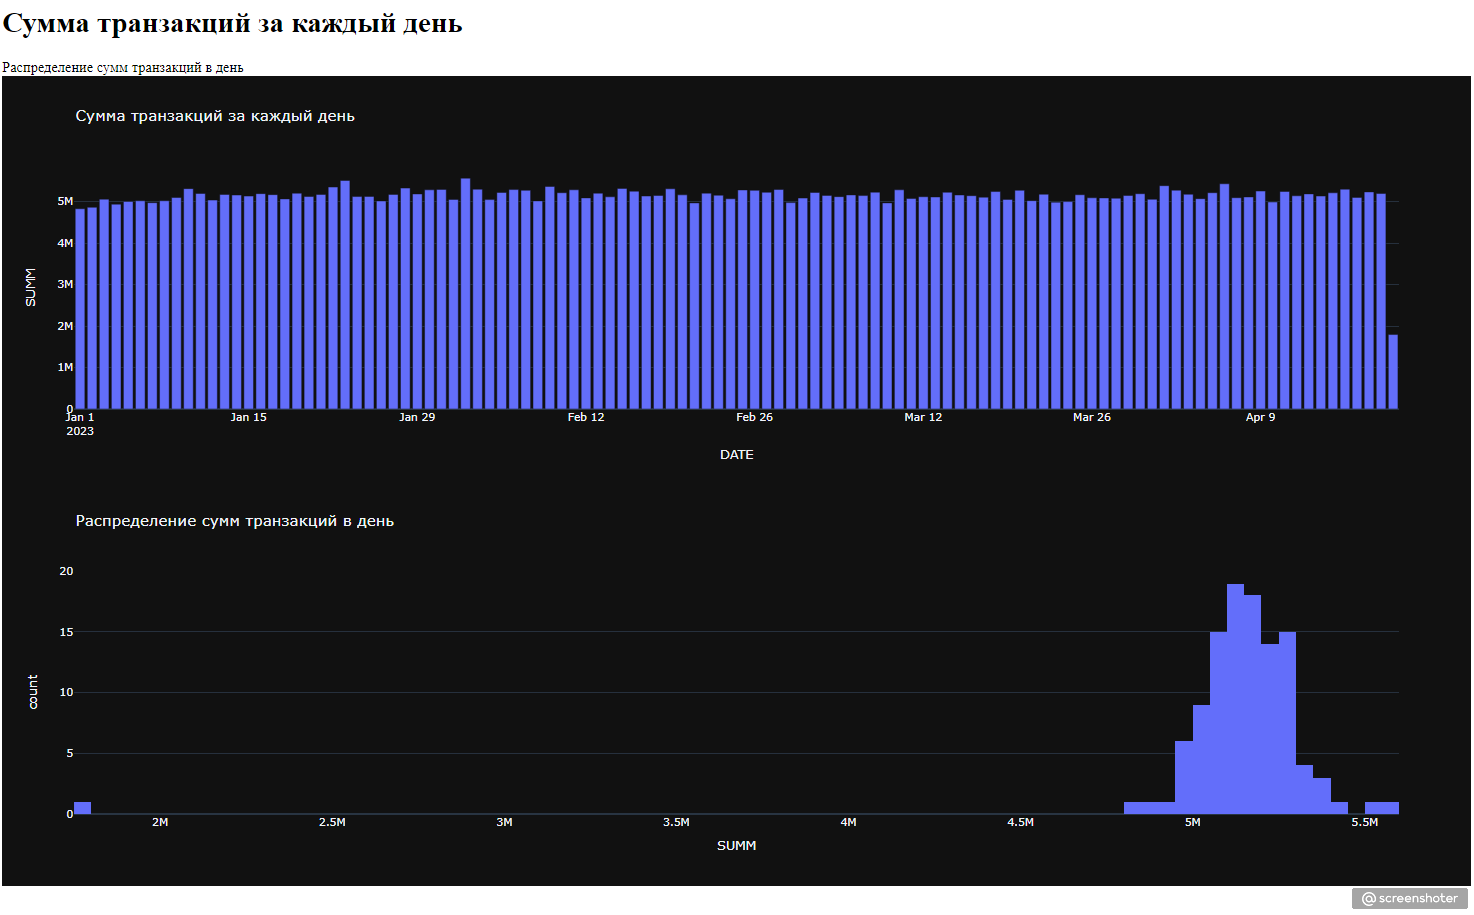 Сумма транзакций за каждый день
Распределение сумм транзакций в день
Сумма транзакций за каждый день
5M
4M
3M
2M
1M
0
SUMM
Jan 1 Jan 15 Jan 29 Feb 12 Feb 26 Mar 12 Mar 26 Apr 9
2023
DATE
Распределение сумм транзакций в день
20
15
10
5
0
count
2M 2.5M 3M 3.5M 4M 4.5M 5M 5.5M
SUMM
@screenshoter